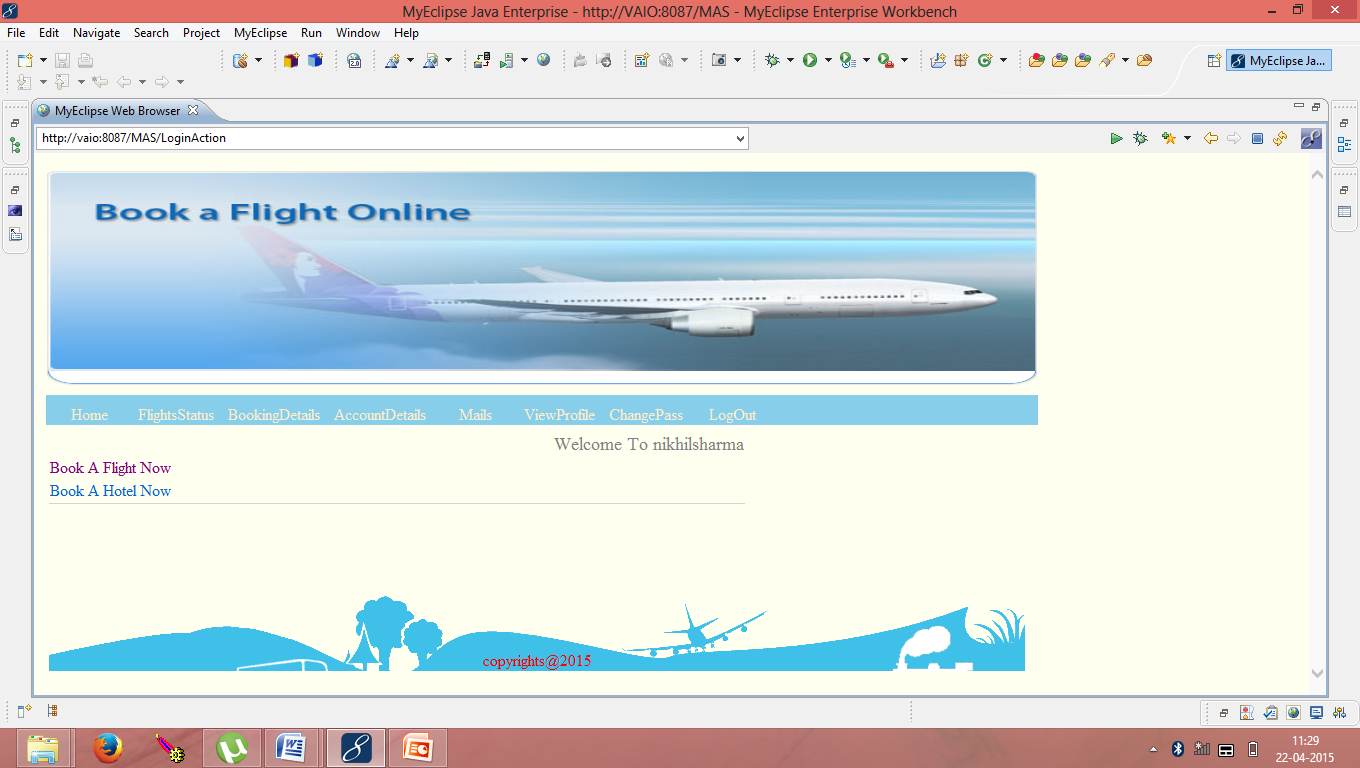 MyEclipse Java Enterprise - http://VAIO:8087/MAS - MyEclipse Enterprise Workbench
File Edit Navigate Search Project MyEclipse Run Window Help
MyEclipse Ja...
MyEclipse Web Browser
http://vaio:8087/MAS/LoginAction
Book a Flight Online
Home FlightsStatus BookingDetails AccountDetails Mails ViewProfile ChangePass LogOut
Welcome To nikhilsharma
Book A Flight Now
Book A Hotel Now
copyrights@2015
11:29
22-04-2015